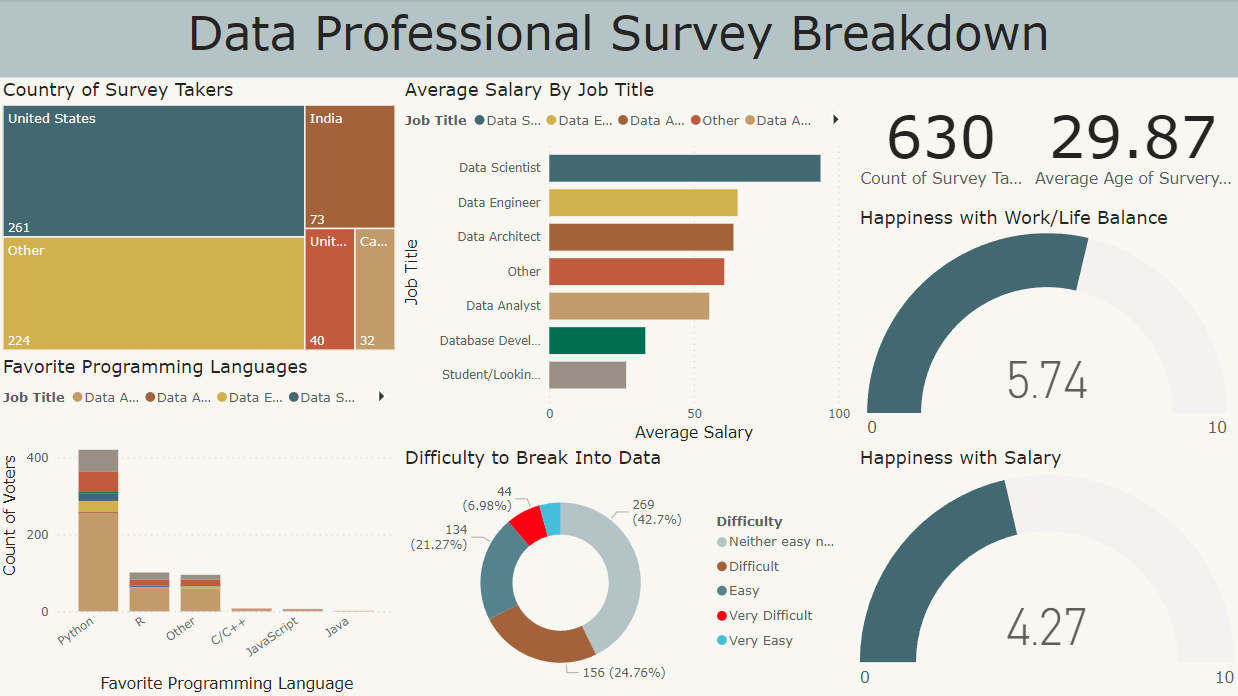 Data Professional Survey Breakdown
Country of Survey Takers
United States
261
Other
224
India
73
Unit...
40
Ca...
32
Average Salary By Job Title
Job Title Data S... Data E... Data A... Other Data A...
Job Title
Data Scientist
Data Engineer
Data Architect
Other
Data Analyst
Database Devel...
Student/Lookin...
0 50 100
Average Salary
630
Count of Survey Ta...
29.87
Average Age of Survery...
Happiness with Work/Life Balance
5.74
0 10
Favorite Programming Languages
Job Title Data A... Data A... Data E... Data S...
Count of Voters
400
200
0
Python R Other C/C++ JavaScript Java
Favorite Programming Language
Difficulty to Break Into Data
44
(6.98%)
269
(42.7%)
134
(21.27%)
156 (24.76%)
Difficulty
Neither easy n...
Difficult
Easy
Very Difficult
Very Easy
Happiness with Salary
4.27
0 10